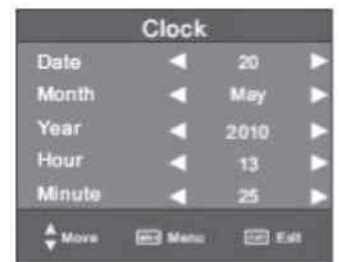 Clock
Date 20
Month May
Year 2010
Hour 13
Minute 25
Move Menu Exit